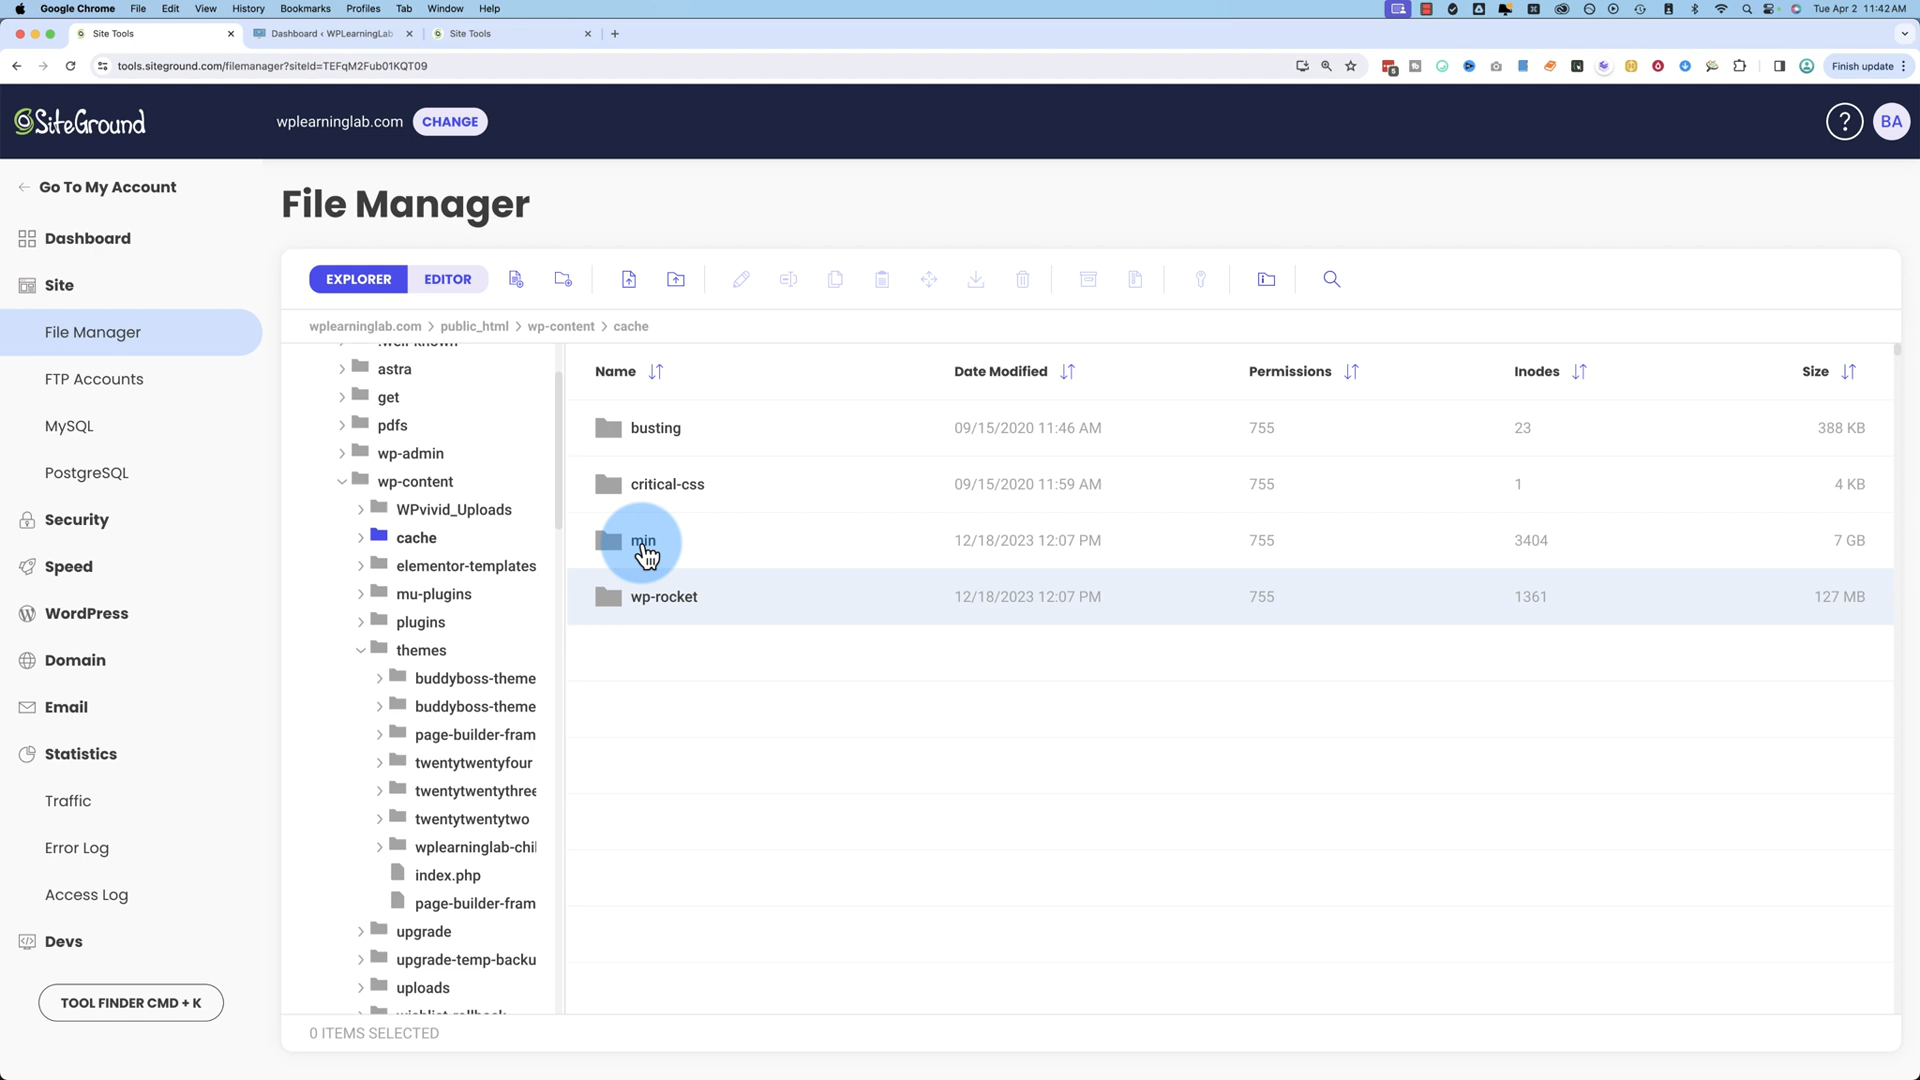 Google Chrome File Edit View History Bookmarks Profiles Tab Window Help Tue Apr 2 11:42 AM
Site Tools Dashboard ‹ WPLearningLab Site Tools
tools.siteground.com/filemanager?siteId=TEFqM2Fub01KQT09 5 Finish update
SiteGround wplearninglab.com CHANGE ? BA
Go To My Account
Dashboard
Site
File Manager
FTP Accounts
MySQL
PostgreSQL
Security
Speed
WordPress
Domain
Email
Statistics
Traffic
Error Log
Access Log
Devs
TOOL FINDER CMD + K
File Manager
EXPLORER EDITOR
wplearninglab.com > public_html > wp-content > cache
.well-known
astra
get
pdfs
wp-admin
wp-content
WPvivid_Uploads
cache
elementor-templates
mu-plugins
plugins
themes
buddyboss-theme
buddyboss-theme
page-builder-fram
twentytwentyfour
twentytwentythree
twentytwentytwo
wplearninglab-chil
index.php
page-builder-fram
upgrade
upgrade-temp-backu
uploads
Name Date Modified Permissions Inodes Size
busting 09/15/2020 11:46 AM 755 23 388 KB
critical-css 09/15/2020 11:59 AM 755 1 4 KB
min 12/18/2023 12:07 PM 755 3404 7 GB
wp-rocket 12/18/2023 12:07 PM 755 1361 127 MB
0 ITEMS SELECTED